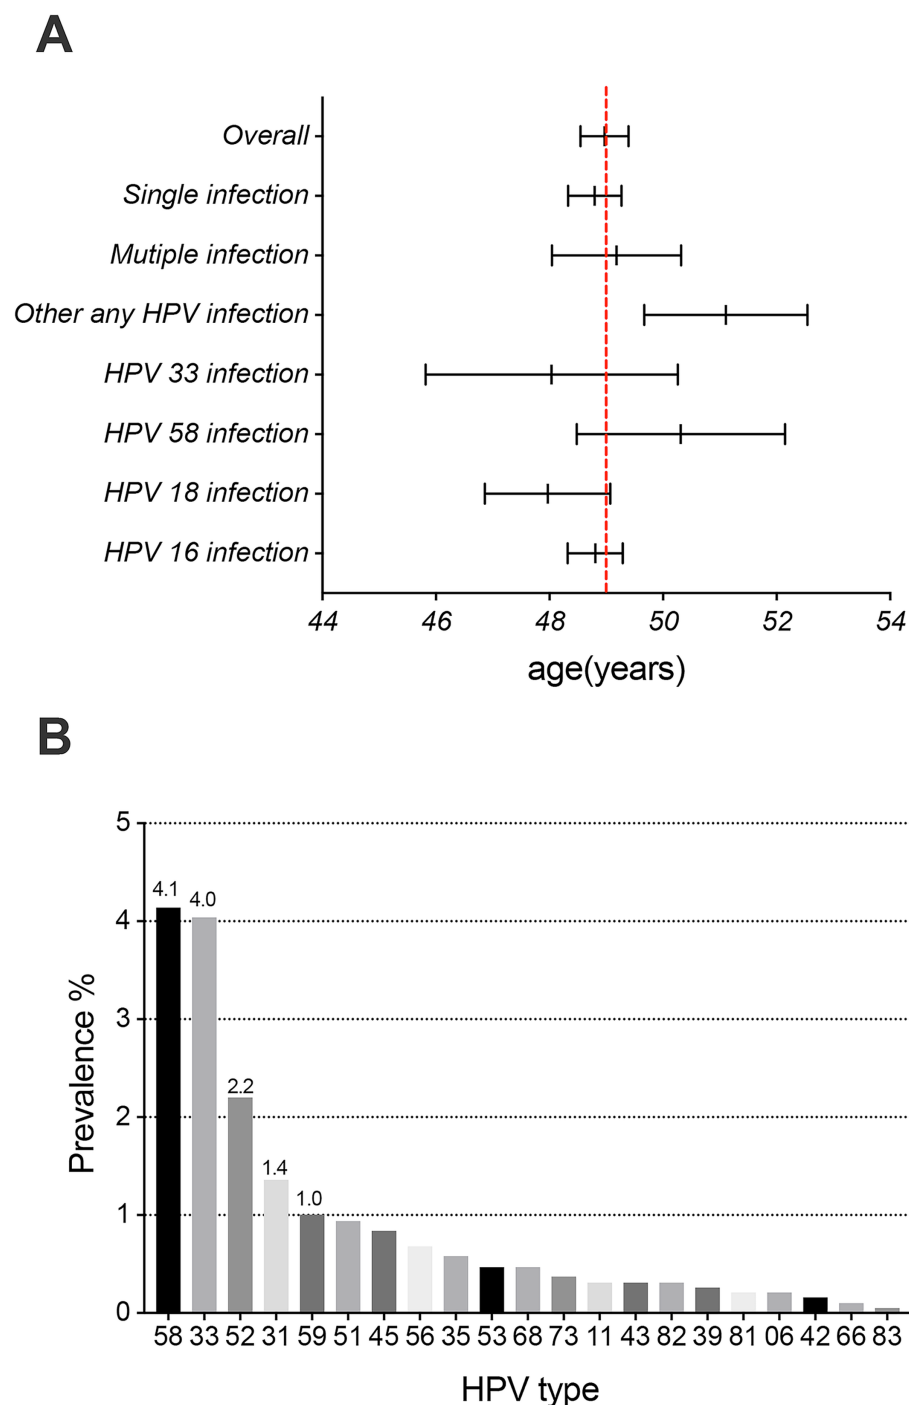 A
Overall
Single infection
Mutiple infection
Other any HPV infection
HPV 33 infection
HPV 58 infection
HPV 18 infection
HPV 16 infection
44 46 48 50 52 54
age(years)
B
5
4
3
2
1
0
Prevalence %
4.1
4.0
2.2
1.4
1.0
58 33 52 31 59 51 45 56 35 53 68 73 11 43 82 39 81 06 42 66 83
HPV type